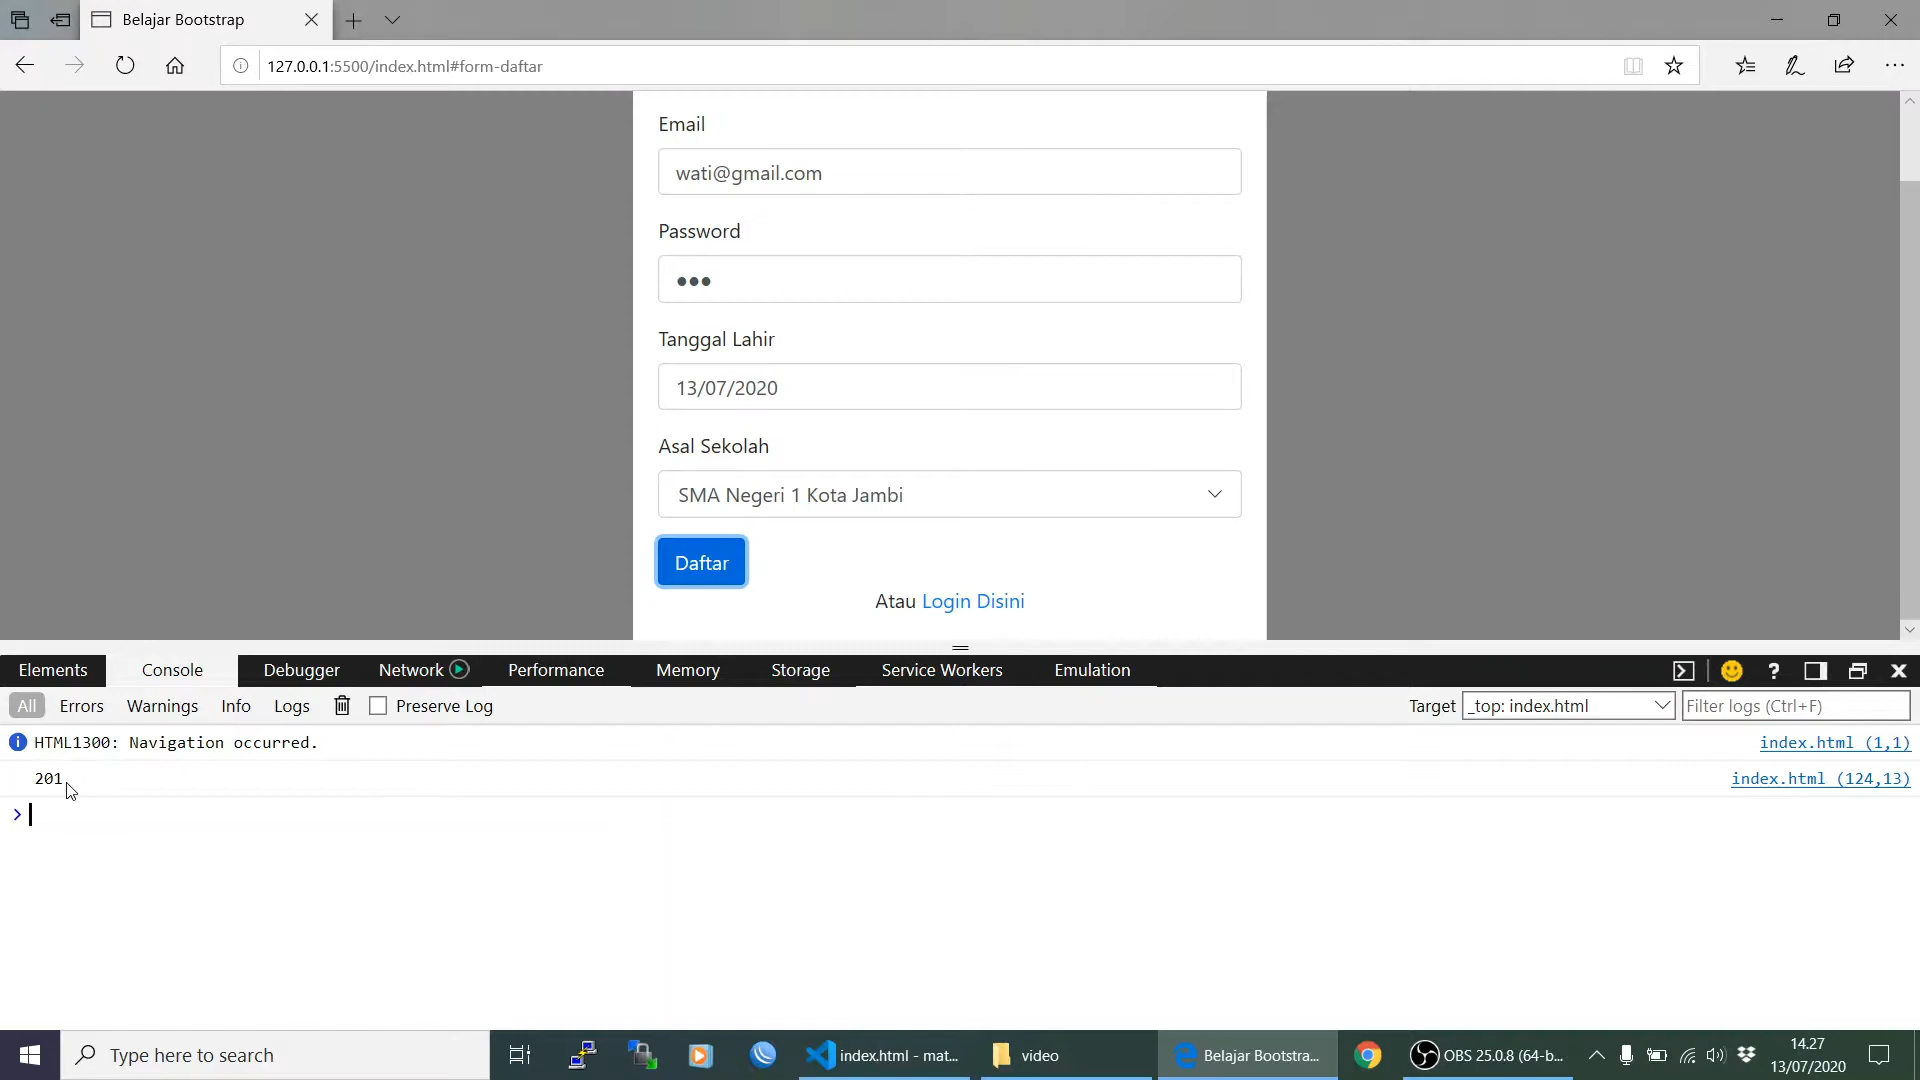 Belajar Bootstrap
127.0.0.1:5500/index.html#form-daftar
Email
wati@gmail.com
Password
Tanggal Lahir
13/07/2020
Asal Sekolah
SMA Negeri 1 Kota Jambi
Daftar
Atau Login Disini
Elements Console Debugger Network Performance Memory Storage Service Workers Emulation
All Errors Warnings Info Logs Preserve Log Target _top: index.html Filter logs (Ctrl+F)
HTML1300: Navigation occurred. index.html (1,1)
201 index.html (124,13)
>
Type here to search index.html - mat... video Belajar Bootstra... OBS 25.0.8 (64-b... 14.27
13/07/2020